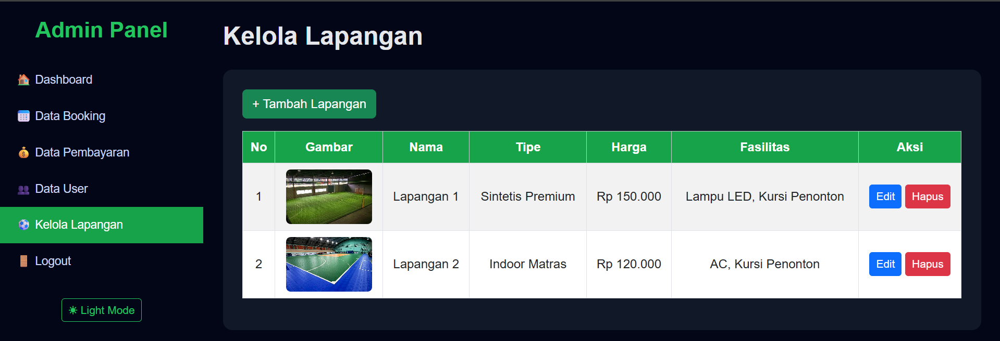 Admin Panel
Dashboard
Data Booking
Data Pembayaran
Data User
Kelola Lapangan
Logout
Light Mode
Kelola Lapangan
+ Tambah Lapangan
No Gambar Nama Tipe Harga Fasilitas Aksi
1 Lapangan 1 Sintetis Premium Rp 150.000 Lampu LED, Kursi Penonton Edit Hapus
2 Lapangan 2 Indoor Matras Rp 120.000 AC, Kursi Penonton Edit Hapus